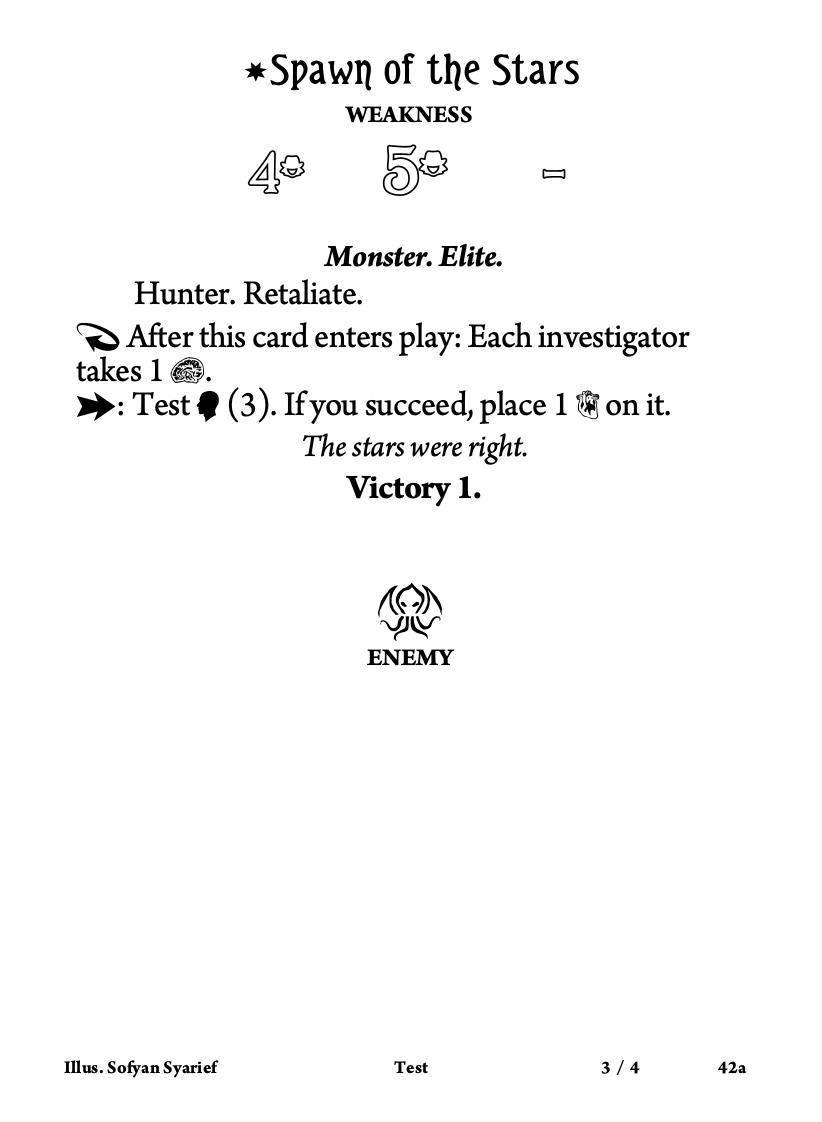 Spawn of the Stars
WEAKNESS
4 5 –
Monster. Elite.
Hunter. Retaliate.
After this card enters play: Each investigator
takes 1 .
: Test (3). If you succeed, place 1 on it.
The stars were right.
Victory 1.
ENEMY
Illus. Sofyan Syarief Test 3 / 4 42a